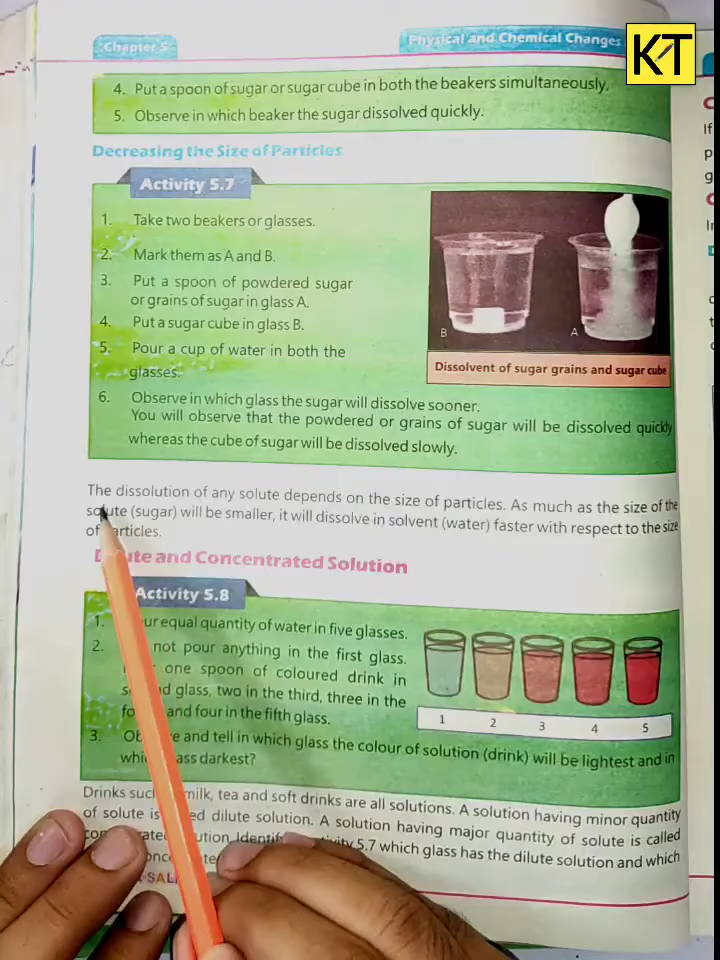 Chapter 5
Physical and Chemical Changes
KT
4. Put a spoon of sugar or sugar cube in both the beakers simultaneously.
5. Observe in which beaker the sugar dissolved quickly.
Decreasing the Size of Particles
Activity 5.7
1. Take two beakers or glasses.
2. Mark them as A and B.
3. Put a spoon of powdered sugar
or grains of sugar in glass A.
4. Put a sugar cube in glass B.
5. Pour a cup of water in both the
glasses.
B
A
Dissolvent of sugar grains and sugar cube
6. Observe in which glass the sugar will dissolve sooner.
You will observe that the powdered or grains of sugar will be dissolved quickly
whereas the cube of sugar will be dissolved slowly.
The dissolution of any solute depends on the size of particles. As much as the size of the
solute (sugar) will be smaller, it will dissolve in solvent (water) faster with respect to the size
of particles.
Dilute and Concentrated Solution
Activity 5.8
1. equal quantity of water in five glasses.
2. not pour anything in the first glass.
one spoon of coloured drink in
glass, two in the third, three in the
and four in the fifth glass.
1 2 3 4 5
3. and tell in which glass the colour of solution (drink) will be lightest and in
darkest?
Drinks such milk, tea and soft drinks are all solutions. A solution having minor quantity
of solute is dilute solution. A solution having major quantity of solute is called
5.7 which glass has the dilute solution and which